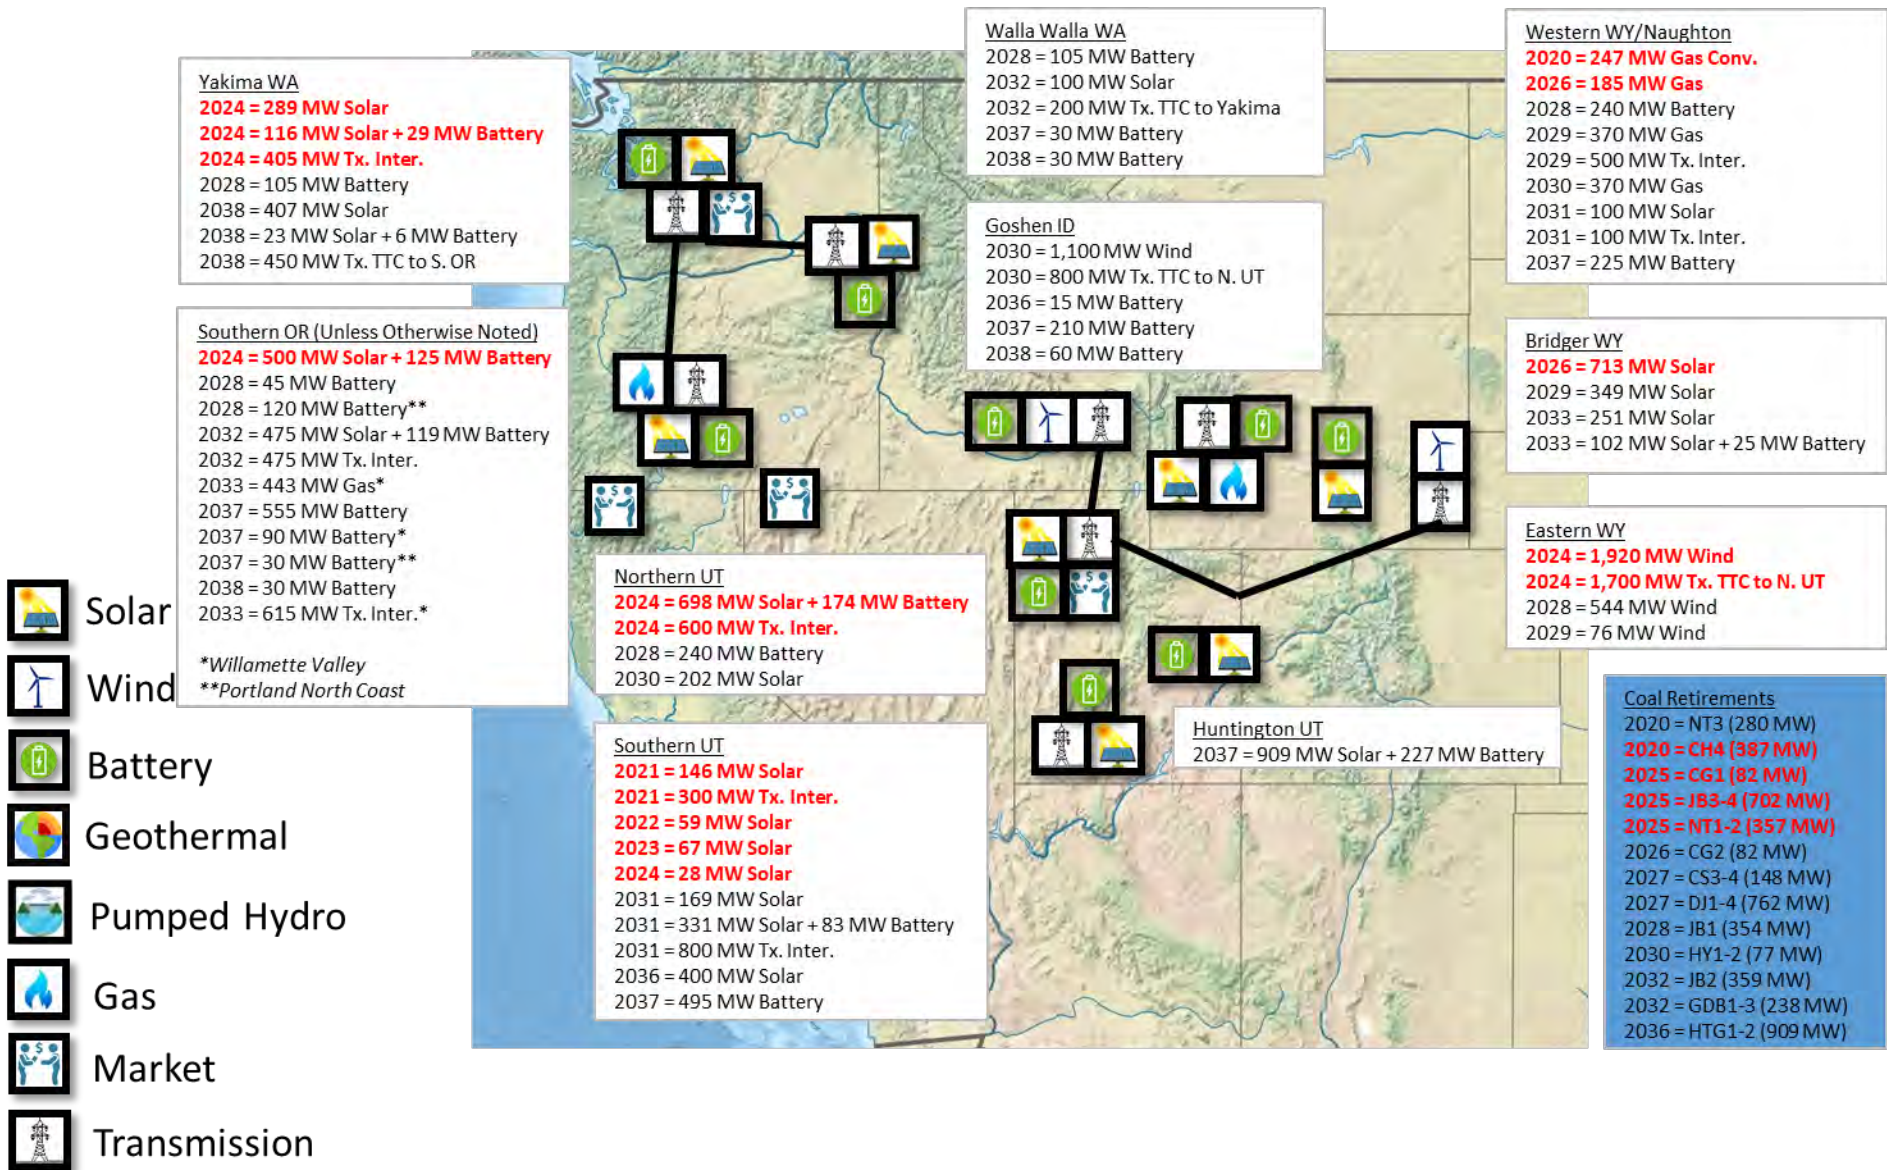 Yakima WA
2024 = 289 MW Solar
2024 = 116 MW Solar + 29 MW Battery
2024 = 405 MW Tx. Inter.
2028 = 105 MW Battery
2038 = 407 MW Solar
2038 = 23 MW Solar + 6 MW Battery
2038 = 450 MW Tx. TTC to S. OR
Southern OR (Unless Otherwise Noted)
2024 = 500 MW Solar + 125 MW Battery
2028 = 45 MW Battery
2028 = 120 MW Battery**
2032 = 475 MW Solar + 119 MW Battery
2032 = 475 MW Tx. Inter.
2033 = 443 MW Gas*
2037 = 555 MW Battery
2037 = 90 MW Battery*
2037 = 30 MW Battery**
2038 = 30 MW Battery
2033 = 615 MW Tx. Inter.*
*Willamette Valley
**Portland North Coast
Walla Walla WA
2028 = 105 MW Battery
2032 = 100 MW Solar
2032 = 200 MW Tx. TTC to Yakima
2037 = 30 MW Battery
2038 = 30 MW Battery
Goshen ID
2030 = 1,100 MW Wind
2030 = 800 MW Tx. TTC to N. UT
2036 = 15 MW Battery
2037 = 210 MW Battery
2038 = 60 MW Battery
Western WY/Naughton
2020 = 247 MW Gas Conv.
2026 = 185 MW Gas
2028 = 240 MW Battery
2029 = 370 MW Gas
2029 = 500 MW Tx. Inter.
2030 = 370 MW Gas
2031 = 100 MW Solar
2031 = 100 MW Tx. Inter.
2037 = 225 MW Battery
Bridger WY
2026 = 713 MW Solar
2029 = 349 MW Solar
2033 = 251 MW Solar
2033 = 102 MW Solar + 25 MW Battery
Eastern WY
2024 = 1,920 MW Wind
2024 = 1,700 MW Tx. TTC to N. UT
2028 = 544 MW Wind
2029 = 76 MW Wind
Northern UT
2024 = 698 MW Solar + 174 MW Battery
2024 = 600 MW Tx. Inter.
2028 = 240 MW Battery
2030 = 202 MW Solar
Southern UT
2021 = 146 MW Solar
2021 = 300 MW Tx. Inter.
2022 = 59 MW Solar
2023 = 67 MW Solar
2024 = 28 MW Solar
2031 = 169 MW Solar
2031 = 331 MW Solar + 83 MW Battery
2031 = 800 MW Tx. Inter.
2036 = 400 MW Solar
2037 = 495 MW Battery
Huntington UT
2037 = 909 MW Solar + 227 MW Battery
Coal Retirements
2020 = NT3 (280 MW)
2020 = CH4 (387 MW)
2025 = CG1 (82 MW)
2025 = JB3-4 (702 MW)
2025 = NT1-2 (357 MW)
2026 = CG2 (82 MW)
2027 = CS3-4 (148 MW)
2027 = DJ1-4 (762 MW)
2028 = JB1 (354 MW)
2030 = HY1-2 (77 MW)
2032 = JB2 (359 MW)
2032 = GDB1-3 (238 MW)
2036 = HTG1-2 (909 MW)
Solar
Wind
Battery
Geothermal
Pumped Hydro
Gas
Market
Transmission